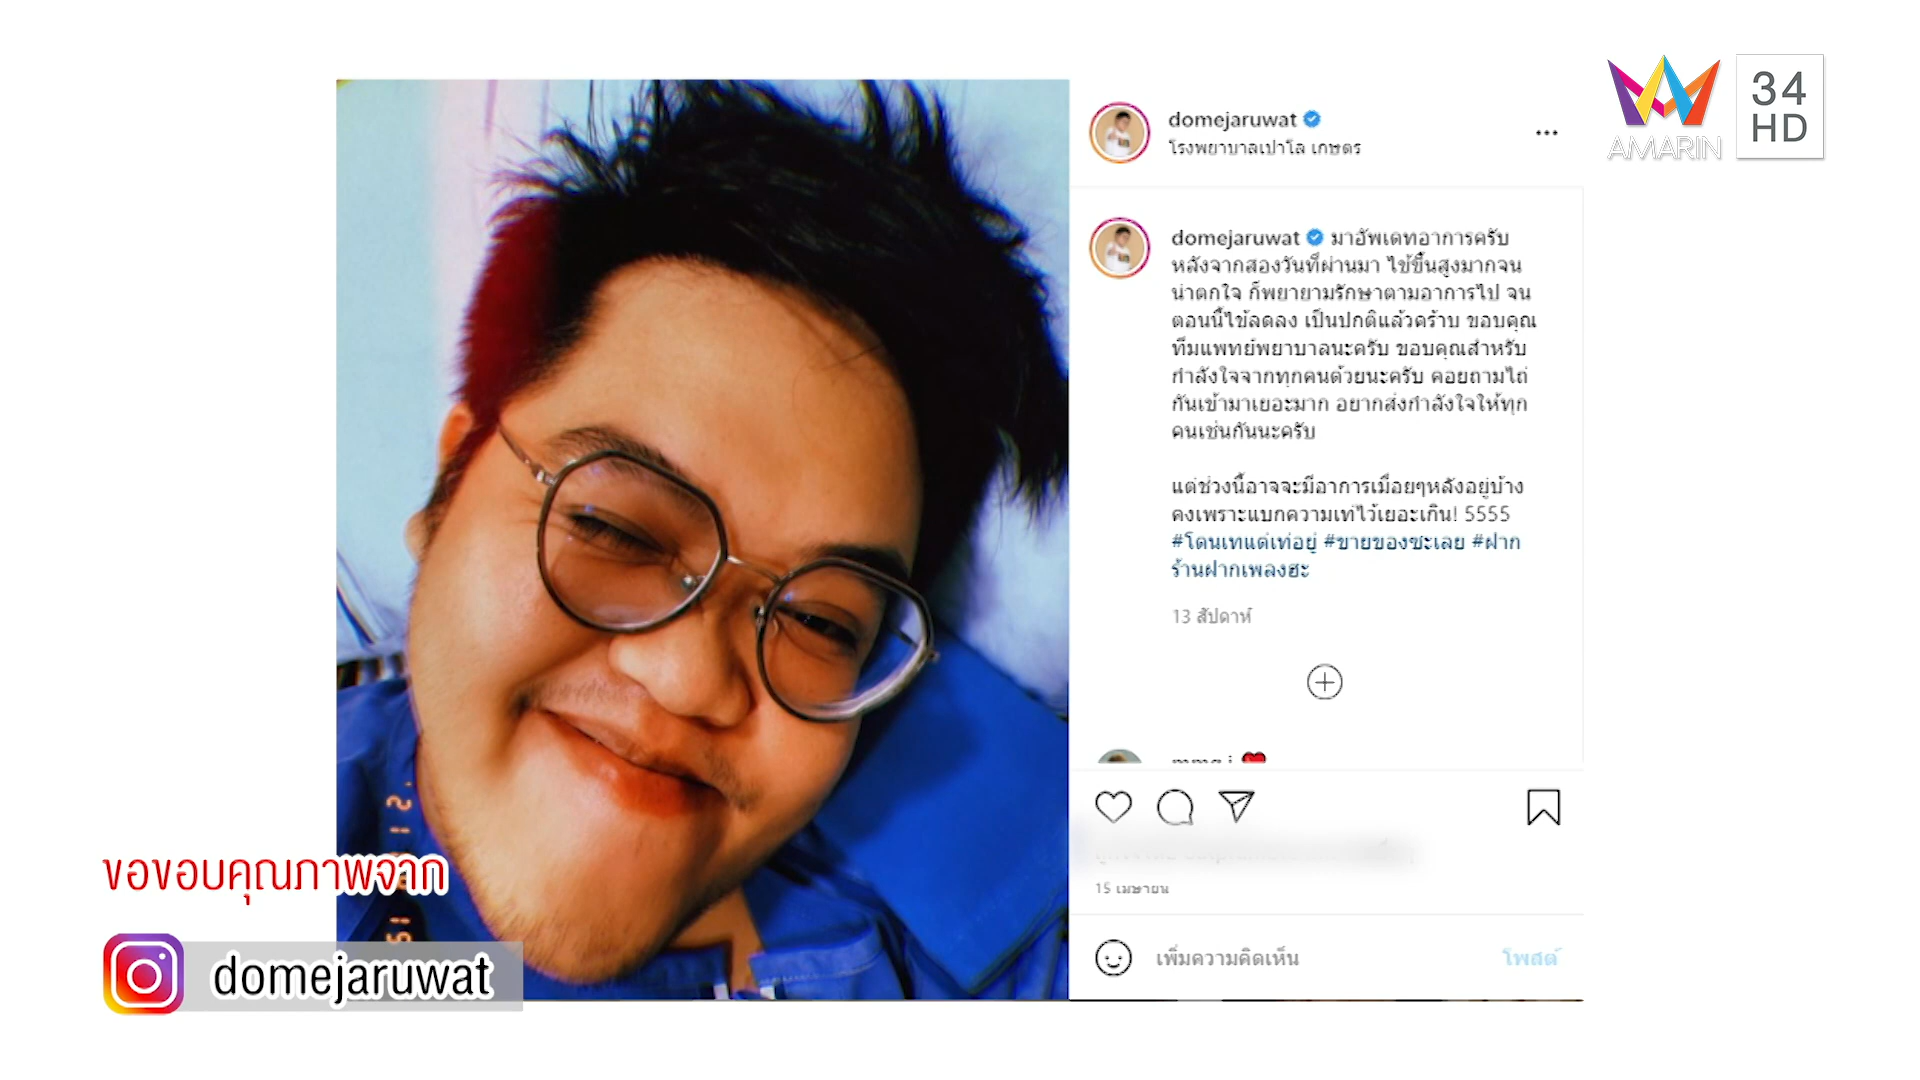 AMARIN
34
HD
domejaruwat
โรงพยาบาลเปาโล เกษตร
domejaruwat มาอัพเดทอาการครับ
หลังจากสองวันที่ผ่านมา ไข้ขึ้นสูงมากจน
น่าตกใจ ก็พยายามรักษาตามอาการไป จน
ตอนนี้ไข้ลดลง เป็นปกติแล้วคร้าบ ขอบคุณ
ทีมแพทย์พยาบาลนะครับ ขอบคุณสำหรับ
กำลังใจจากทุกคนด้วยนะครับ คอยถามไถ่
กันเข้ามาเยอะมาก อยากส่งกำลังใจให้ทุก
คนเช่นกันนะครับ
แต่ช่วงนี้อาจจะมีอาการเมื่อยๆหลังอยู่บ้าง
คงเพราะแบกความเท่ไว้เยอะเกิน! 5555
#โดนเทแต่เท่อยู่ #ขายของซะเลย #ฝาก
ร้านฝากเพลงฮะ
13 สัปดาห์
15 เมษายน
เพิ่มความคิดเห็น
โพสต์
ขอขอบคุณภาพจาก
domejaruwat